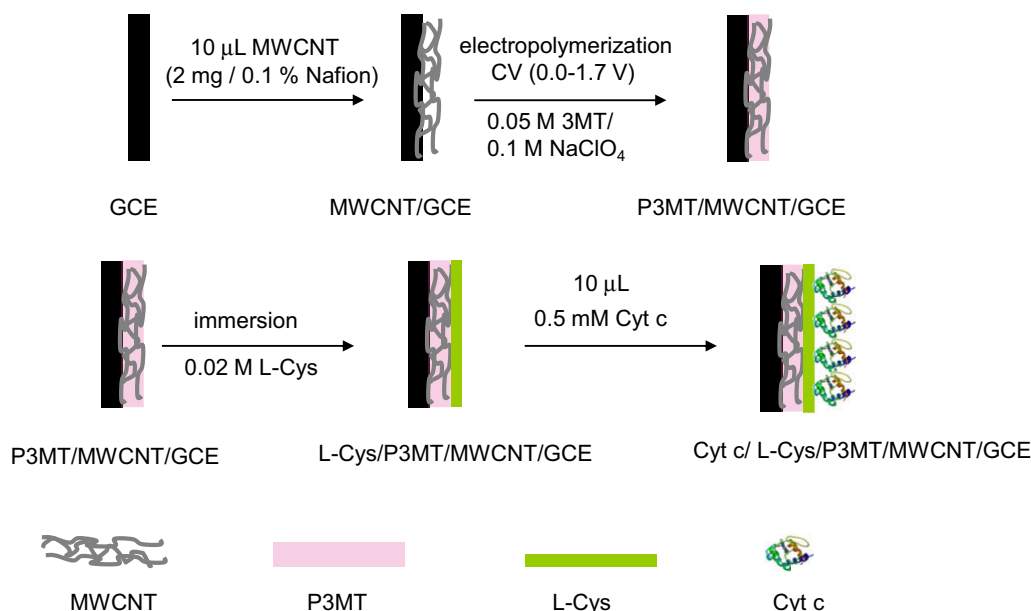 10 μL MWCNT
(2 mg / 0.1 % Nafion)
electropolymerization
CV (0.0-1.7 V)
0.05 M 3MT/
0.1 M NaClO₄
GCE
MWCNT/GCE
P3MT/MWCNT/GCE
immersion
0.02 M L-Cys
10 μL
0.5 mM Cyt c
P3MT/MWCNT/GCE
L-Cys/P3MT/MWCNT/GCE
Cyt c/ L-Cys/P3MT/MWCNT/GCE
MWCNT
P3MT
L-Cys
Cyt c